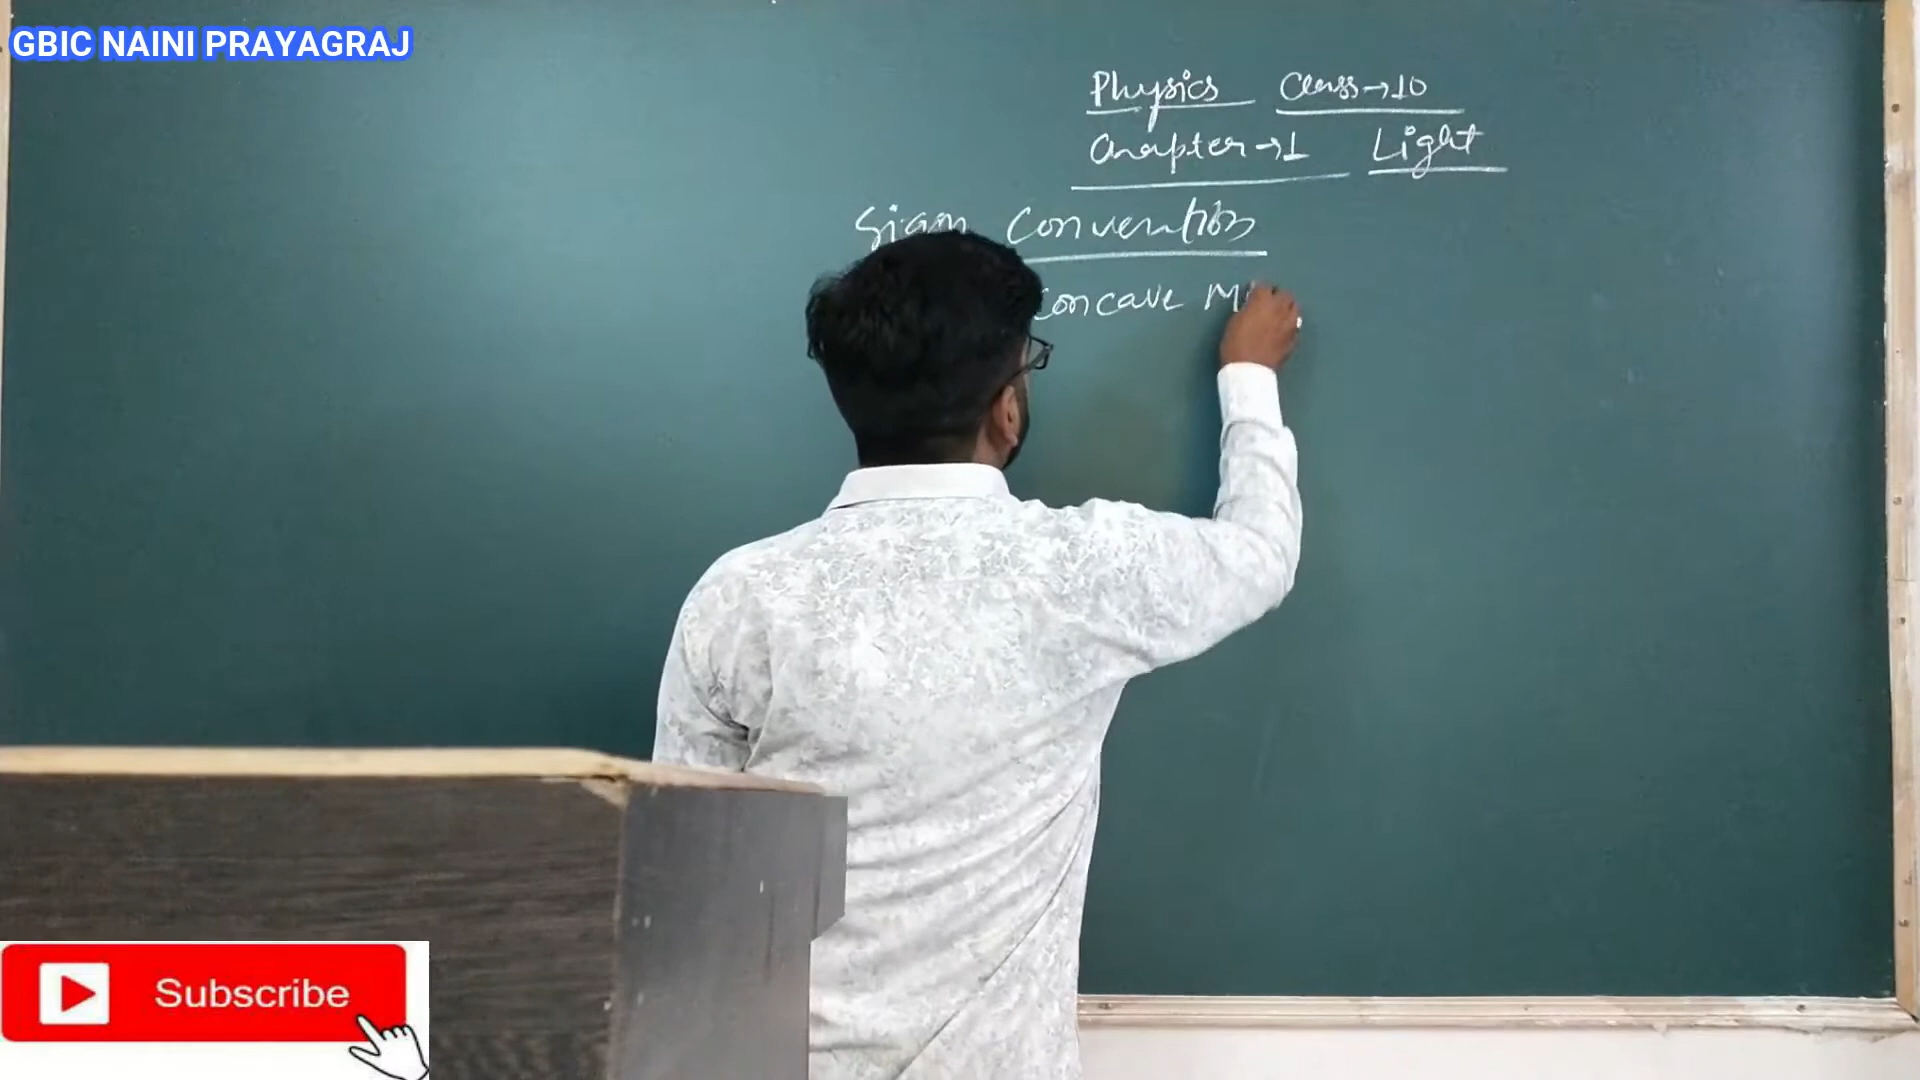 GBIC NAINI PRAYAGRAJ
Physics Class→10
Chapter→1 Light
Sign Convention
Concave
Subscribe